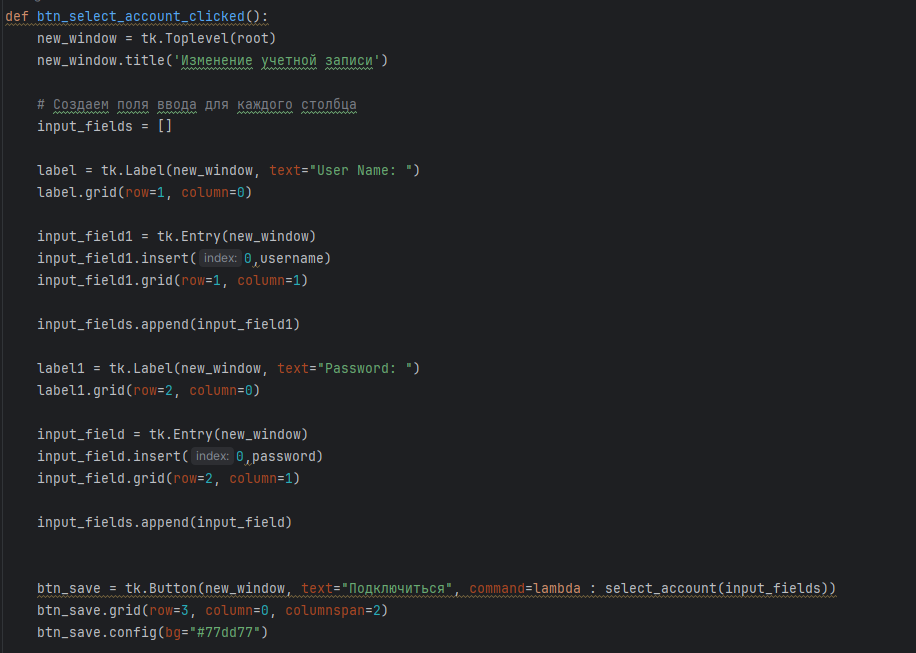 def btn_select_account_clicked():
    new_window = tk.Toplevel(root)
    new_window.title('Изменение учетной записи')
    # Создаем поля ввода для каждого столбца
    input_fields = []
    label = tk.Label(new_window, text="User Name: ")
    label.grid(row=1, column=0)
    input_field1 = tk.Entry(new_window)
    input_field1.insert( index: 0,username)
    input_field1.grid(row=1, column=1)
    input_fields.append(input_field1)
    label1 = tk.Label(new_window, text="Password: ")
    label1.grid(row=2, column=0)
    input_field = tk.Entry(new_window)
    input_field.insert( index: 0,password)
    input_field.grid(row=2, column=1)
    input_fields.append(input_field)
    btn_save = tk.Button(new_window, text="Подключиться", command=lambda : select_account(input_fields))
    btn_save.grid(row=3, column=0, columnspan=2)
    btn_save.config(bg="#77dd77")